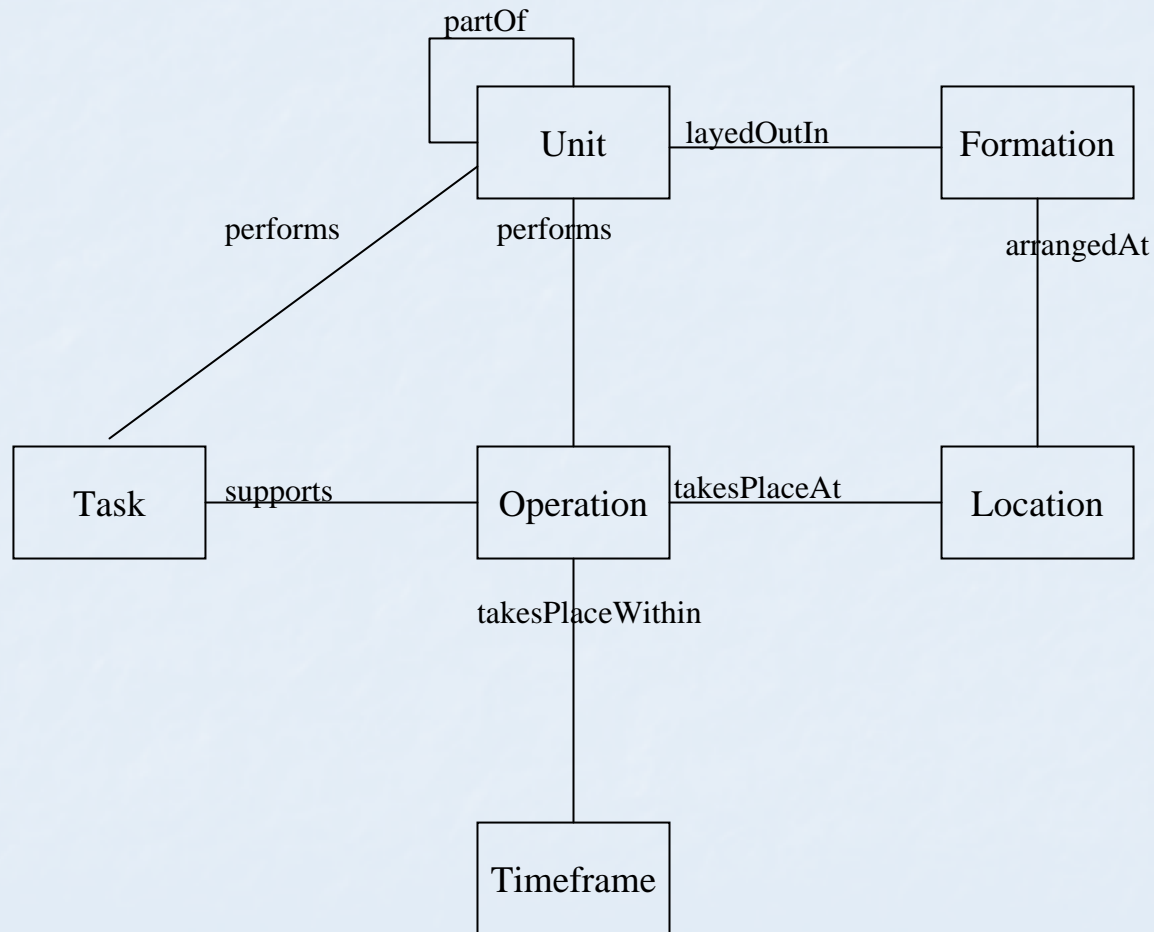 partOf
Unit
layedOutIn
Formation
performs
performs
arrangedAt
Task
supports
Operation
takesPlaceAt
Location
takesPlaceWithin
Timeframe